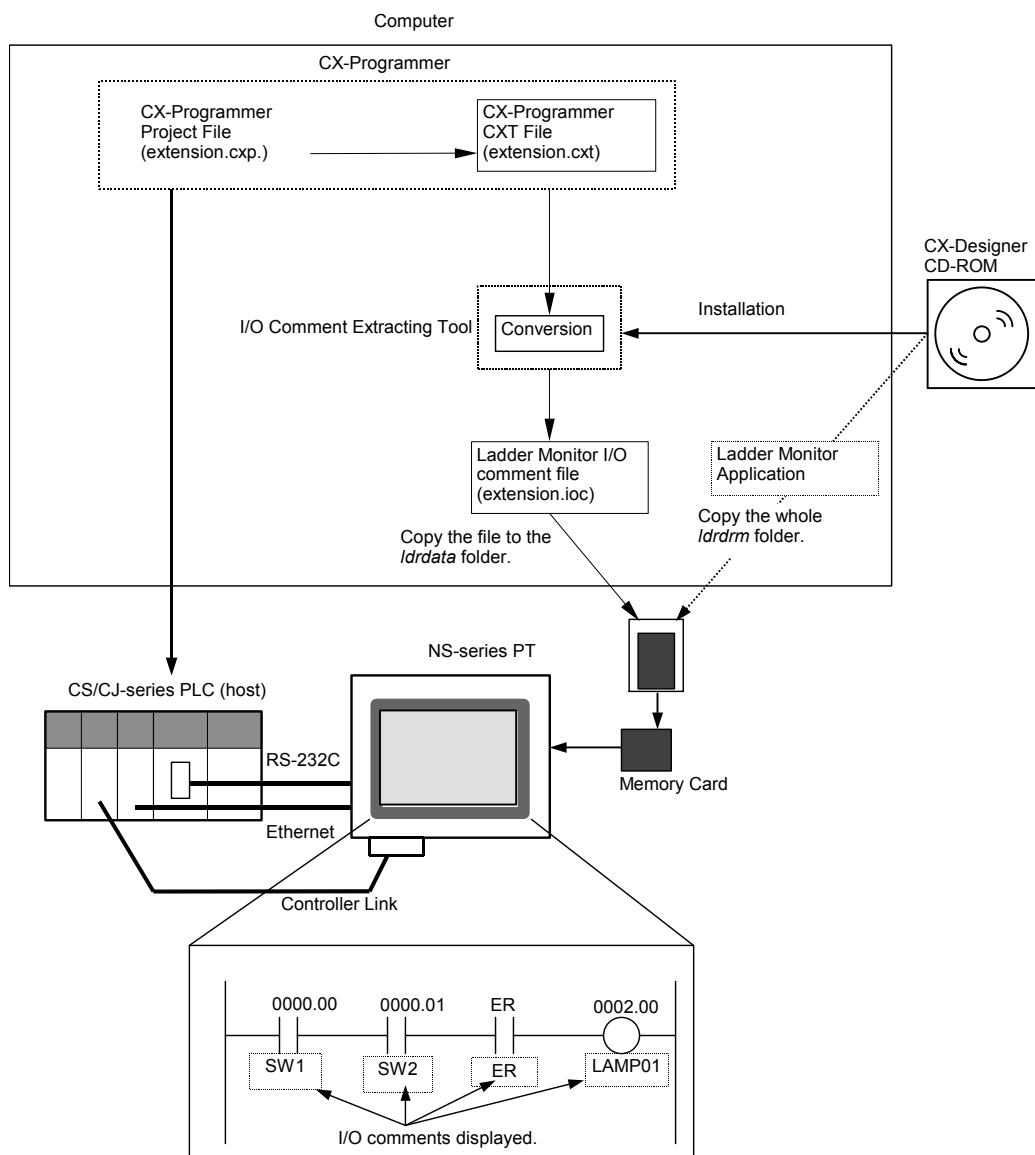 Computer
CX-Programmer
CX-Programmer
Project File
(extension.cxp.)
CX-Programmer
CXT File
(extension.cxt)
CX-Designer
CD-ROM
Installation
I/O Comment Extracting Tool
Conversion
Ladder Monitor I/O
comment file
(extension.ioc)
Ladder Monitor
Application
Copy the file to the
ldrdata folder.
Copy the whole
ldrdrm folder.
NS-series PT
CS/CJ-series PLC (host)
RS-232C
Ethernet
Memory Card
Controller Link
0000.00
0000.01
ER
0002.00
SW1
SW2
ER
LAMP01
I/O comments displayed.